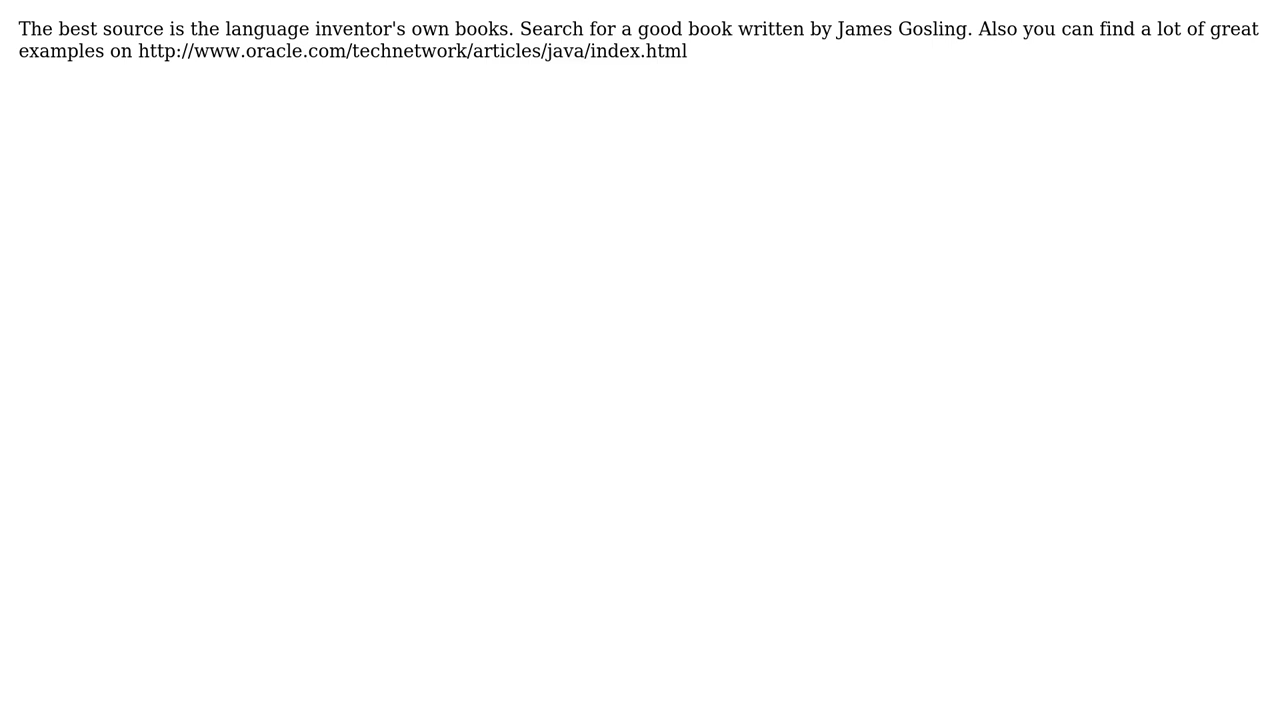 The best source is the language inventor's own books. Search for a good book written by James Gosling. Also you can find a lot of great
examples on http://www.oracle.com/technetwork/articles/java/index.html